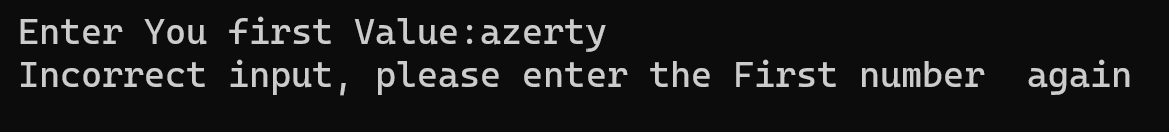 Enter You first Value:azerty
Incorrect input, please enter the First number  again